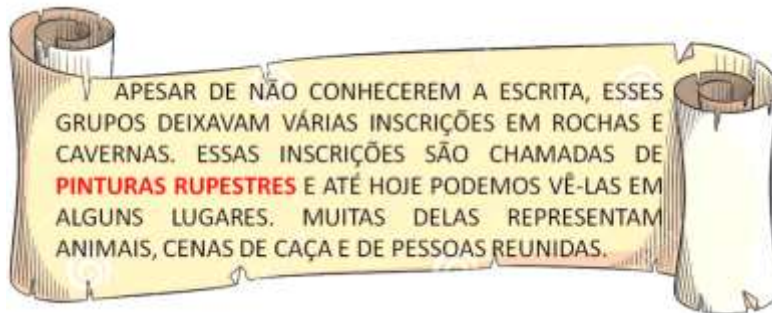 APESAR DE NÃO CONHECEREM A ESCRITA, ESSES
GRUPOS DEIXAVAM VÁRIAS INSCRIÇÕES EM ROCHAS E
CAVERNAS. ESSAS INSCRIÇÕES SÃO CHAMADAS DE
PINTURAS RUPESTRES E ATÉ HOJE PODEMOS VÊ-LAS EM
ALGUNS LUGARES. MUITAS DELAS REPRESENTAM
ANIMAIS, CENAS DE CAÇA E DE PESSOAS REUNIDAS.